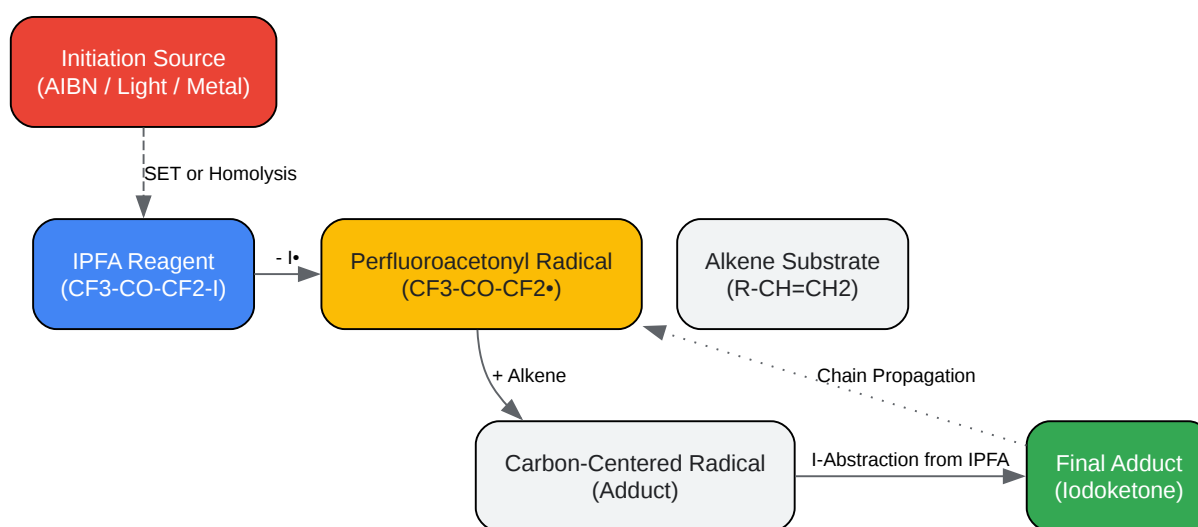 Initiation Source
(AIBN / Light / Metal)
SET or Homolysis
IPFA Reagent
(CF3-CO-CF2-I)
- I•
Perfluoroacetonyl Radical
(CF3-CO-CF2•)
Alkene Substrate
(R-CH=CH2)
+ Alkene
Chain Propagation
Carbon-Centered Radical
(Adduct)
I-Abstraction from IPFA
Final Adduct
(Iodoketone)